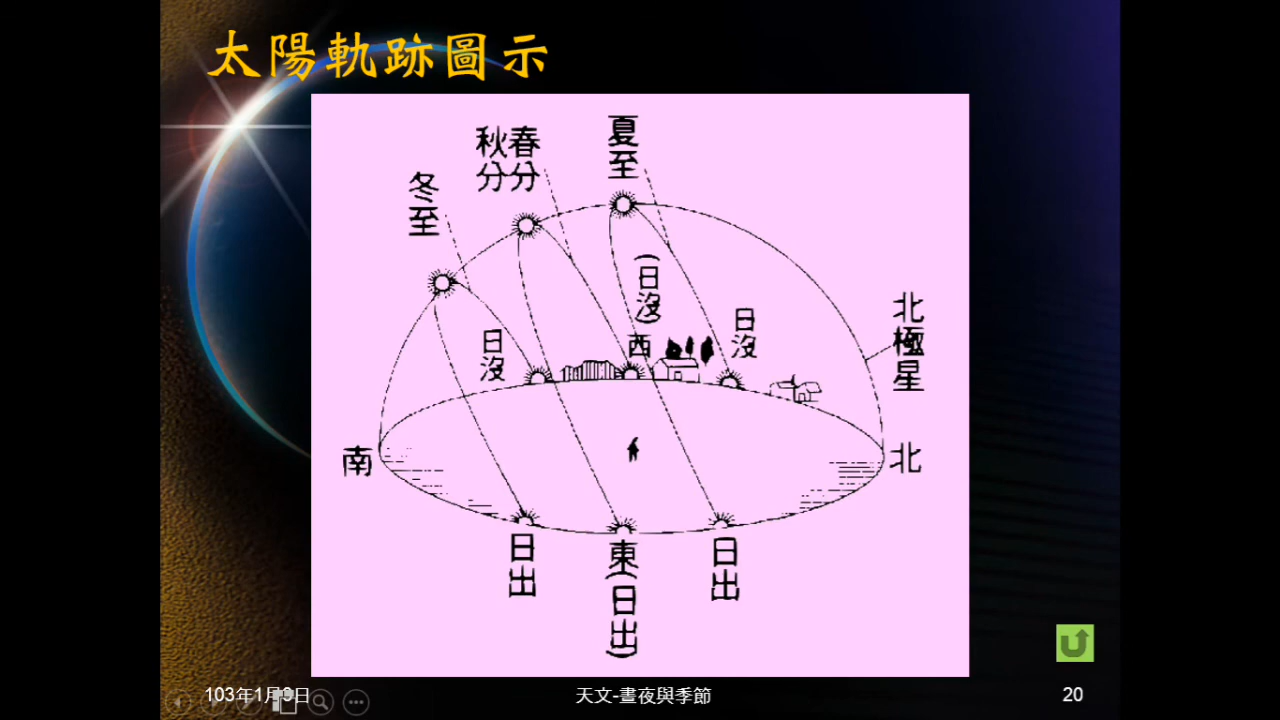 太陽軌跡圖示
夏至
秋分
春分
冬至
(日沒)
日沒
西
日沒
北極星
南
北
日出
東(日出)
日出
103年1月9日
天文-晝夜與季節
20